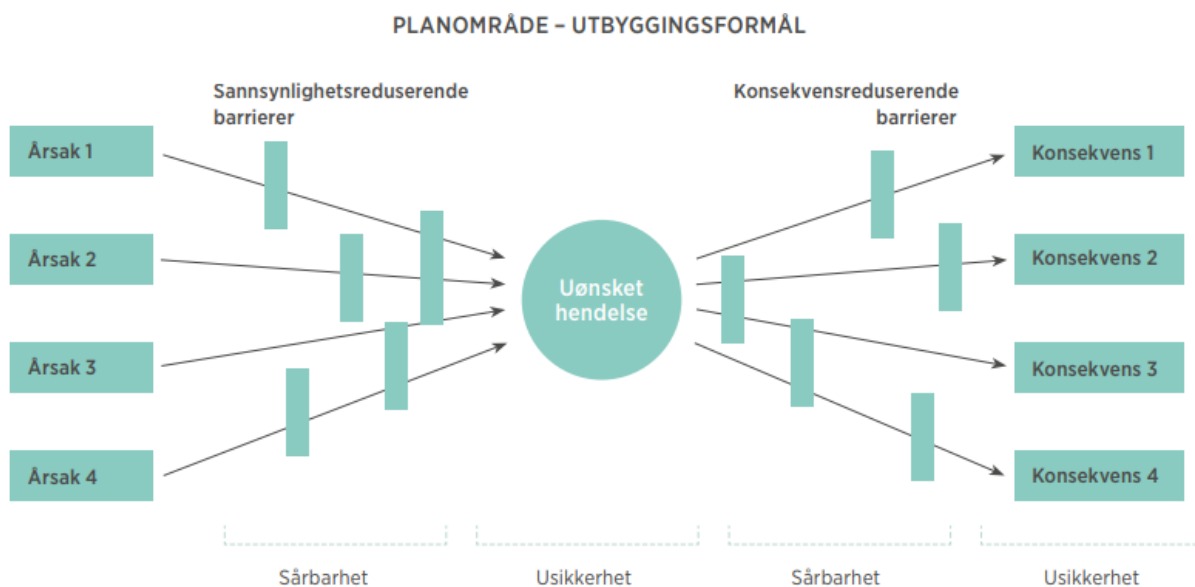 PLANOMRÅDE – UTBYGGINGSFORMÅL
Sannsynlighetsreduserende
barrierer
Konsekvensreduserende
barrierer
Årsak 1
Årsak 2
Årsak 3
Årsak 4
Uønsket
hendelse
Konsekvens 1
Konsekvens 2
Konsekvens 3
Konsekvens 4
Sårbarhet
Usikkerhet
Sårbarhet
Usikkerhet